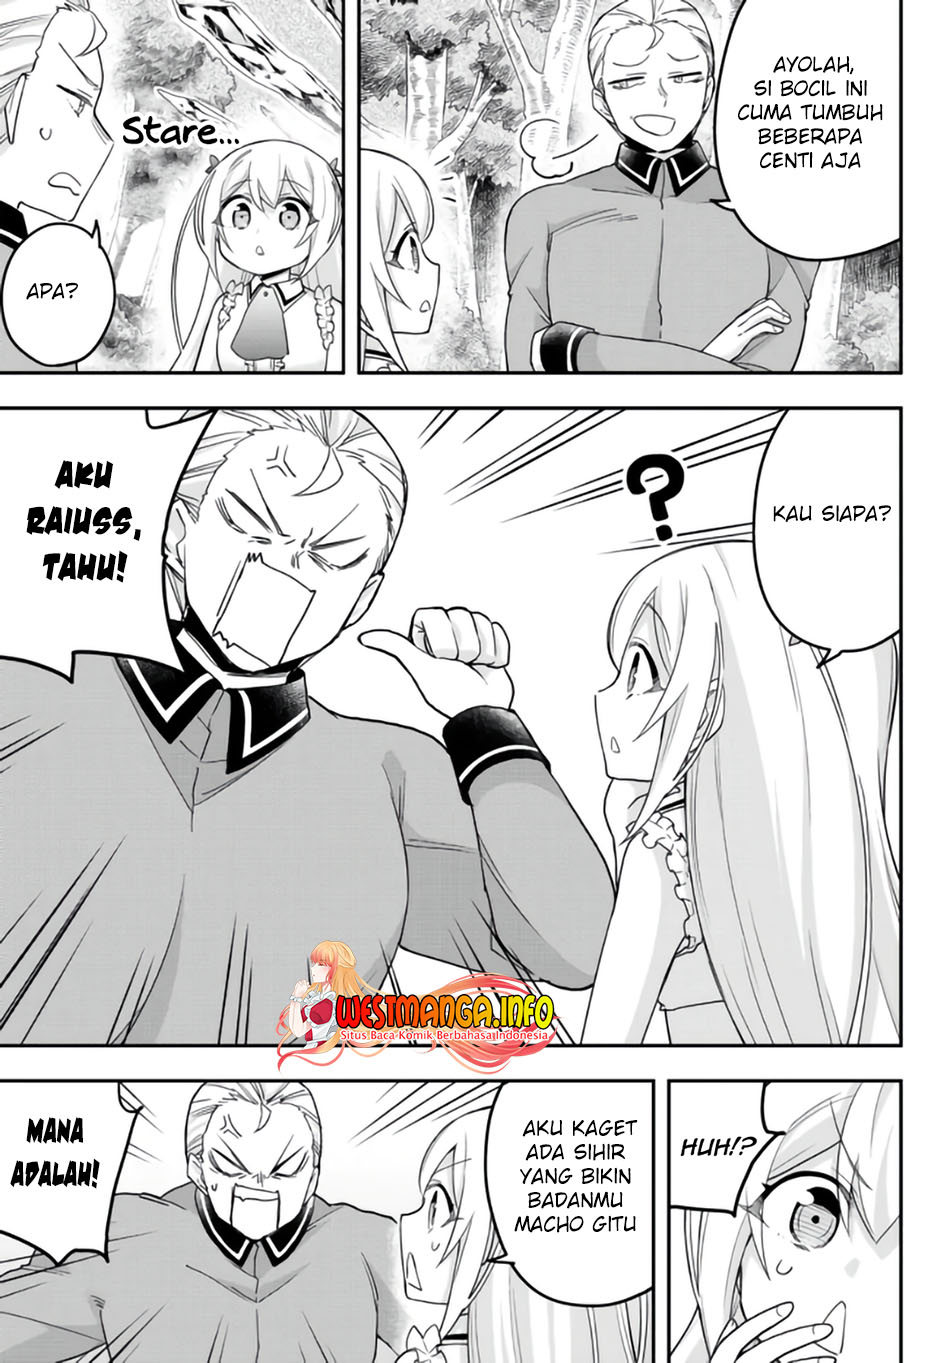 AYOLAH,
SI BOCIL INI
CUMA TUMBUH
BEBERAPA
CENTI AJA
Stare...
APA?
KAU SIAPA?
?
AKU
RAIUSS,
TAHU!
WESTMANGA.INFO
Situs Baca Komik Berbahasa Indonesia
HUH!?
AKU KAGET
ADA SIHIR
YANG BIKIN
BADANMU
MACHO GITU
MANA
ADALAH!